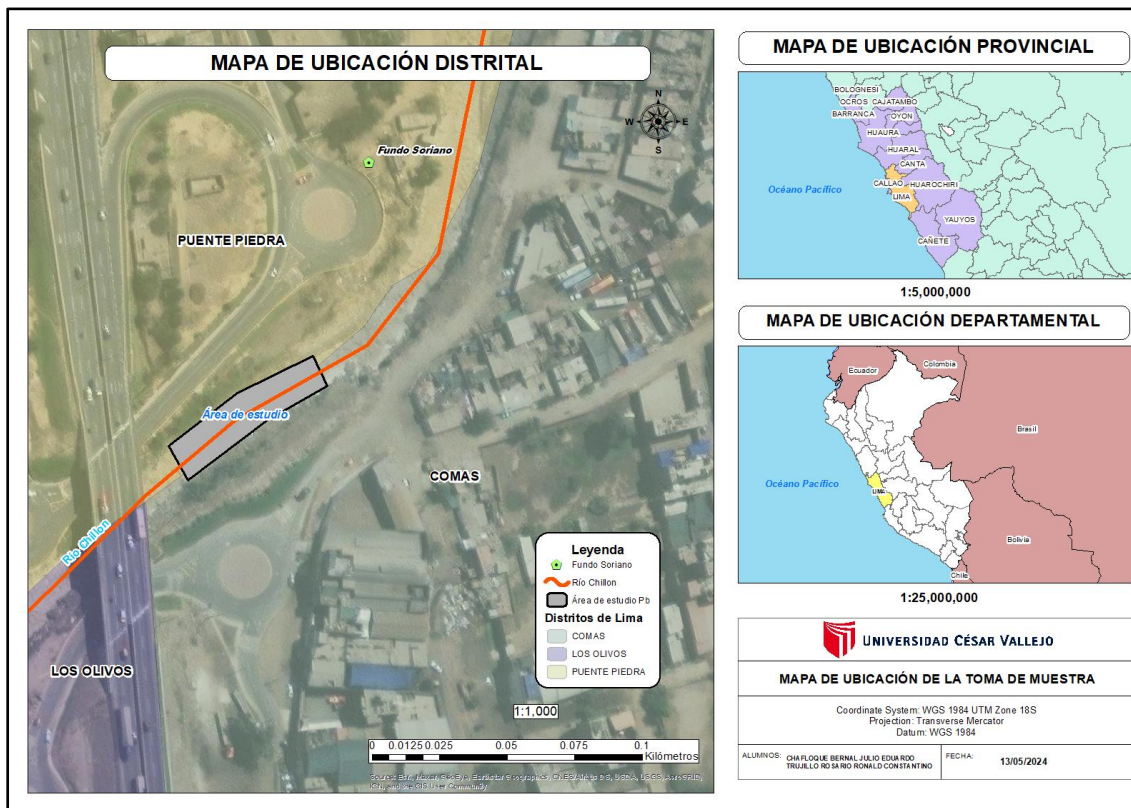 MAPA DE UBICACIÓN DISTRITAL
N
W
E
S
Fundo Soriano
PUENTE PIEDRA
Área de estudio
COMAS
Río Chillon
LOS OLIVOS
Leyenda
Fundo Soriano
Río Chillon
Área de estudio Pb
Distritos de Lima
COMAS
LOS OLIVOS
PUENTE PIEDRA
1:1,000
0 0.0125 0.025 0.05 0.075 0.1
Kilómetros
MAPA DE UBICACIÓN PROVINCIAL
BOLOGNESI
OCROS CAJATAMBO
BARRANCA OYON
HUAURA
HUARAL
CANTA
CALLAO HUAROCHIRI
LIMA
YAUYOS
CAÑETE
Océano Pacífico
1:5,000,000
MAPA DE UBICACIÓN DEPARTAMENTAL
Colombia
Ecuador
Brasil
Océano Pacífico
LIMA
Bolivia
Chile
1:25,000,000
UNIVERSIDAD CÉSAR VALLEJO
MAPA DE UBICACIÓN DE LA TOMA DE MUESTRA
Coordinate System: WGS 1984 UTM Zone 18S
Projection: Transverse Mercator
Datum: WGS 1984
ALUMNOS: CHAFLOQUE BERNAL JULIO EDUARDO
TRUJILLO ROSARIO RONALD CONSTANTINO
FECHA: 13/05/2024